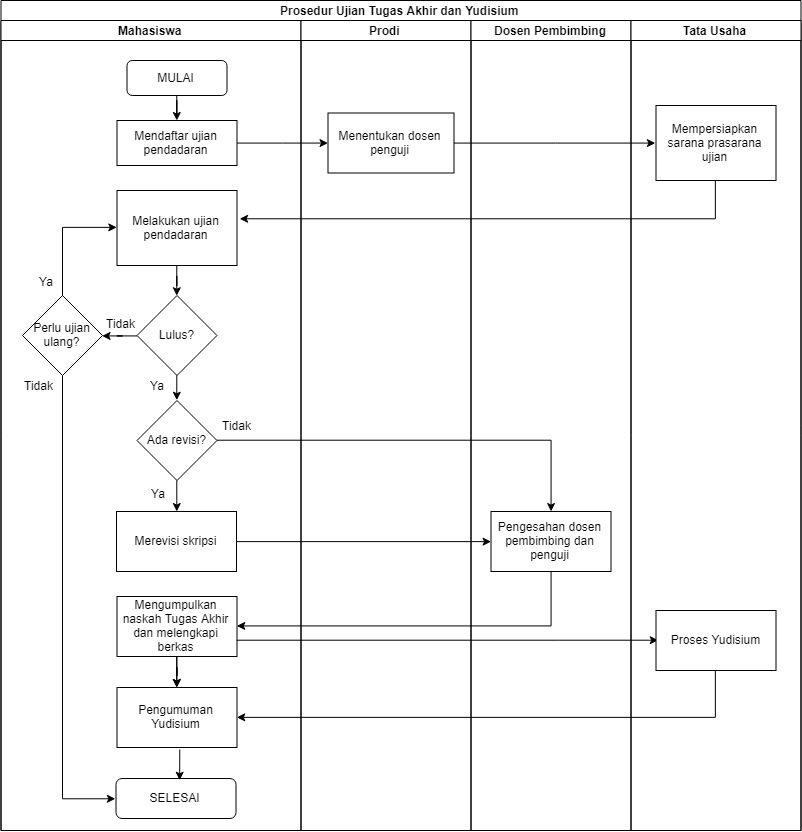 Prosedur Ujian Tugas Akhir dan Yudisium
Mahasiswa
Prodi
Dosen Pembimbing
Tata Usaha
MULAI
Mendaftar ujian
pendadaran
Menentukan dosen
penguji
Mempersiapkan
sarana prasarana
ujian
Melakukan ujian
pendadaran
Ya
Perlu ujian
ulang?
Tidak
Lulus?
Tidak
Ya
Ada revisi?
Tidak
Ya
Merevisi skripsi
Pengesahan dosen
pembimbing dan
penguji
Mengumpulkan
naskah Tugas Akhir
dan melengkapi
berkas
Proses Yudisium
Pengumuman
Yudisium
SELESAI